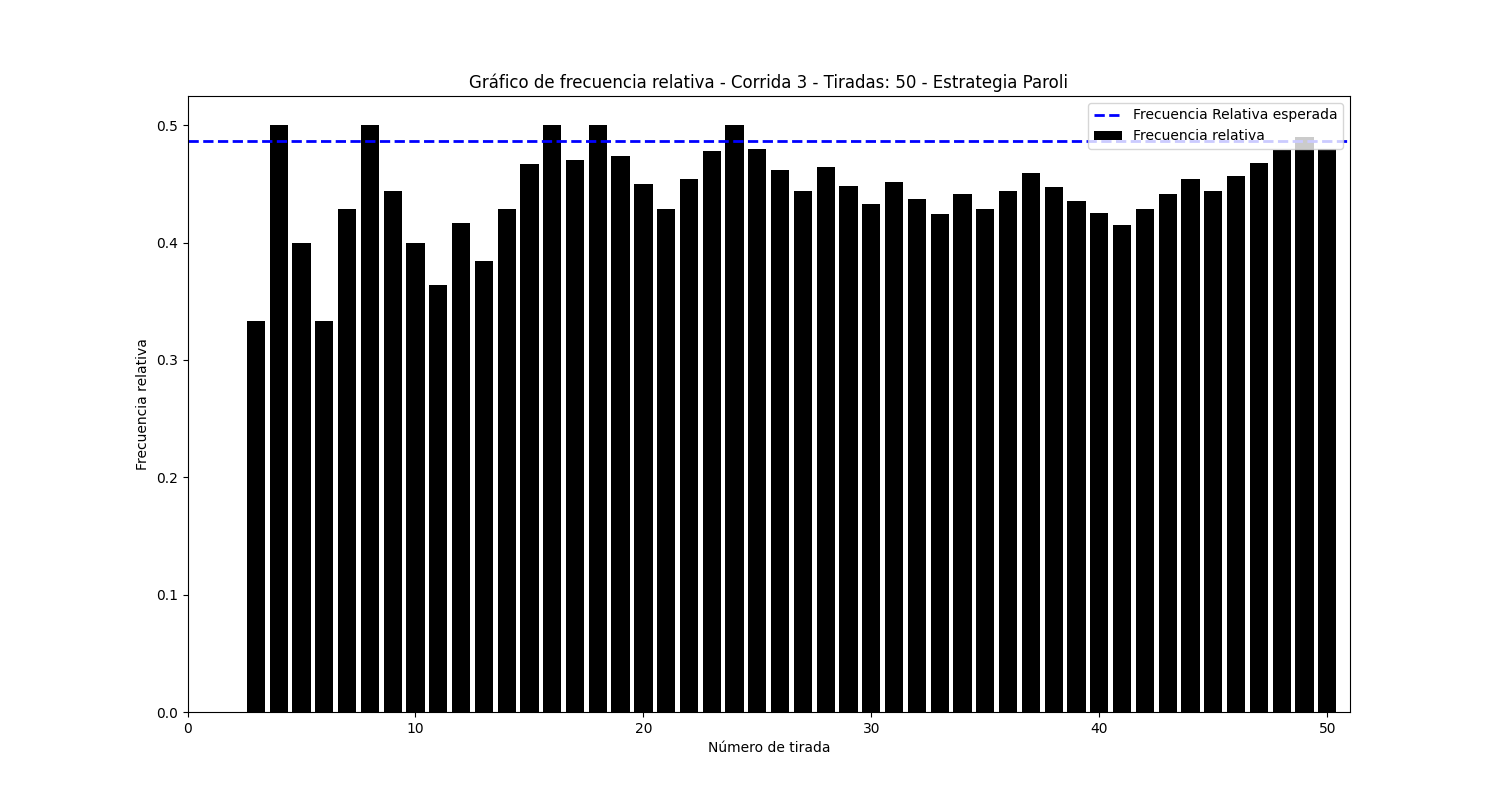 Gráfico de frecuencia relativa - Corrida 3 - Tiradas: 50 - Estrategia Paroli
Frecuencia Relativa esperada
Frecuencia relativa
0.5
0.4
0.3
0.2
0.1
0.0
Frecuencia relativa
0 10 20 30 40 50
Número de tirada